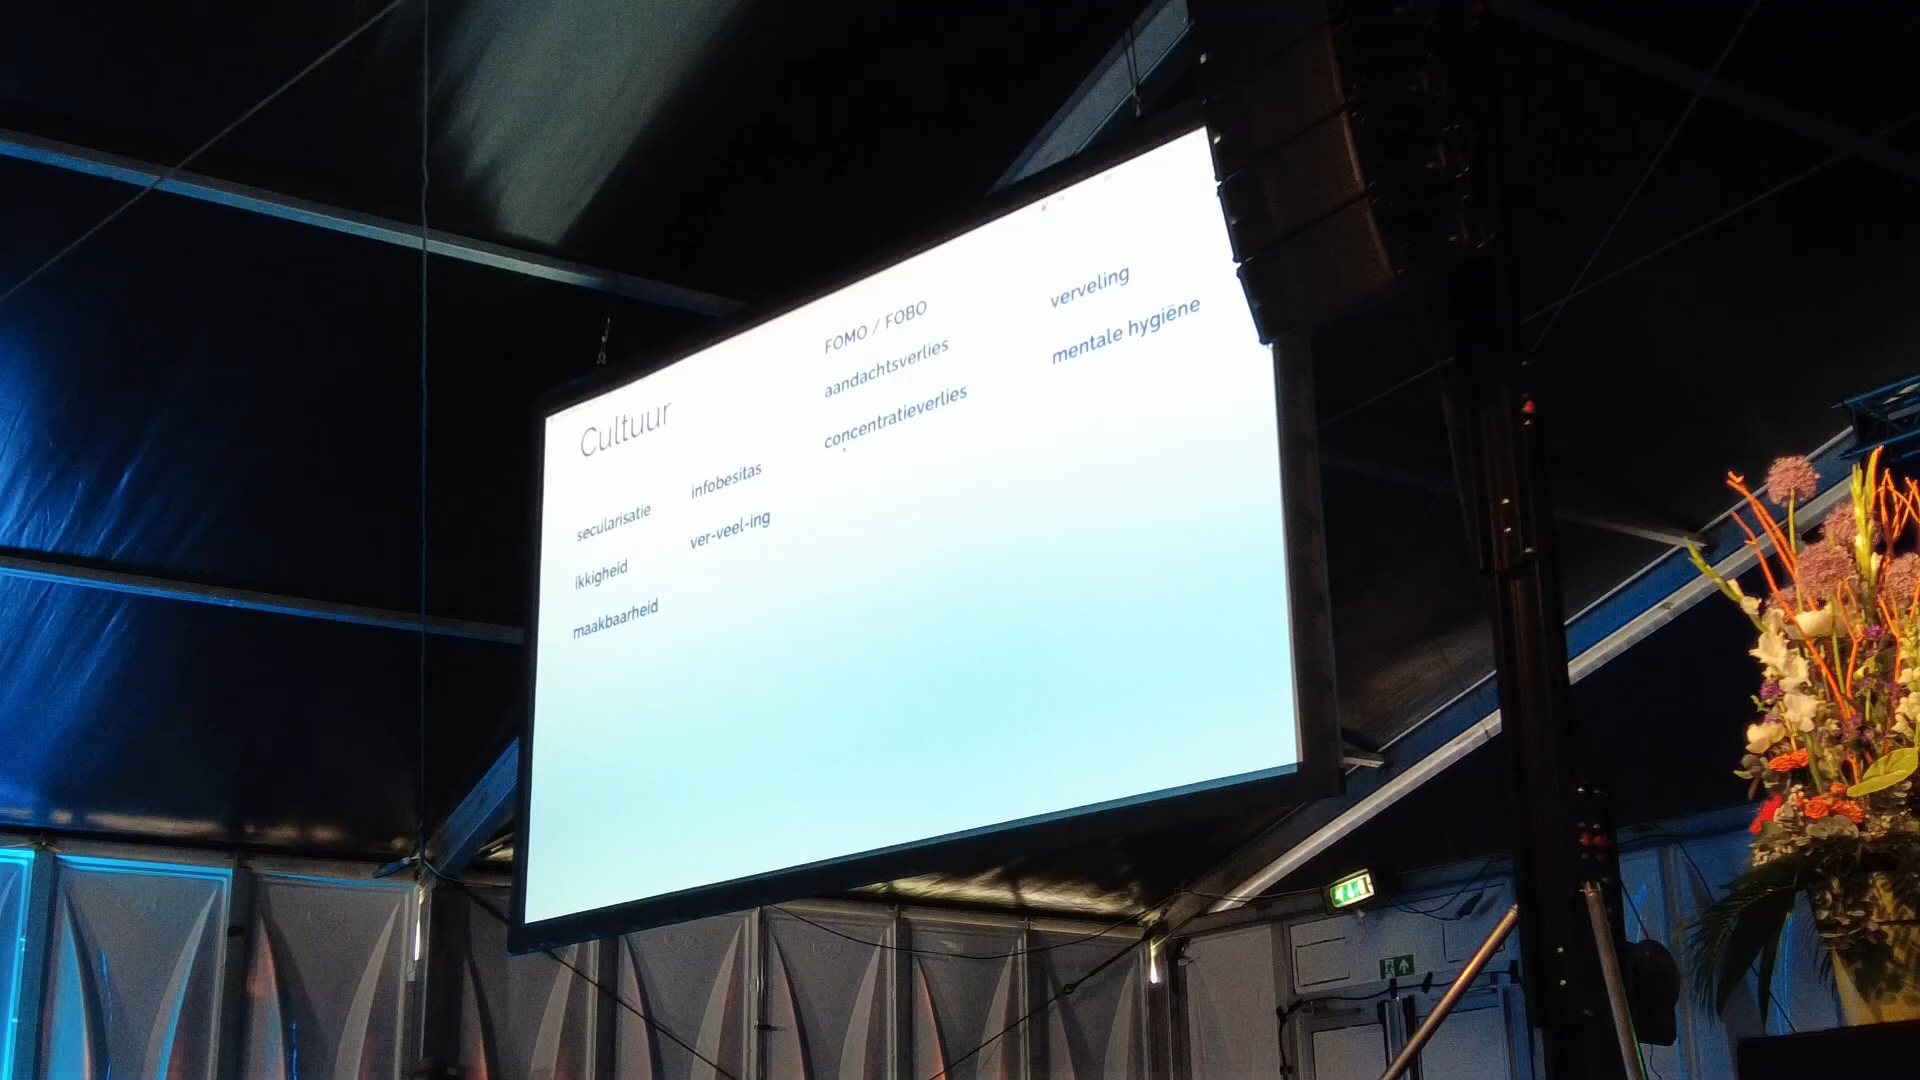 Cultuur
secularisatie
ikkigheid
maakbaarheid
infobesitas
ver-veel-ing
FOMO / FOBO
aandachtsverlies
concentratieverlies
verveling
mentale hygiëne